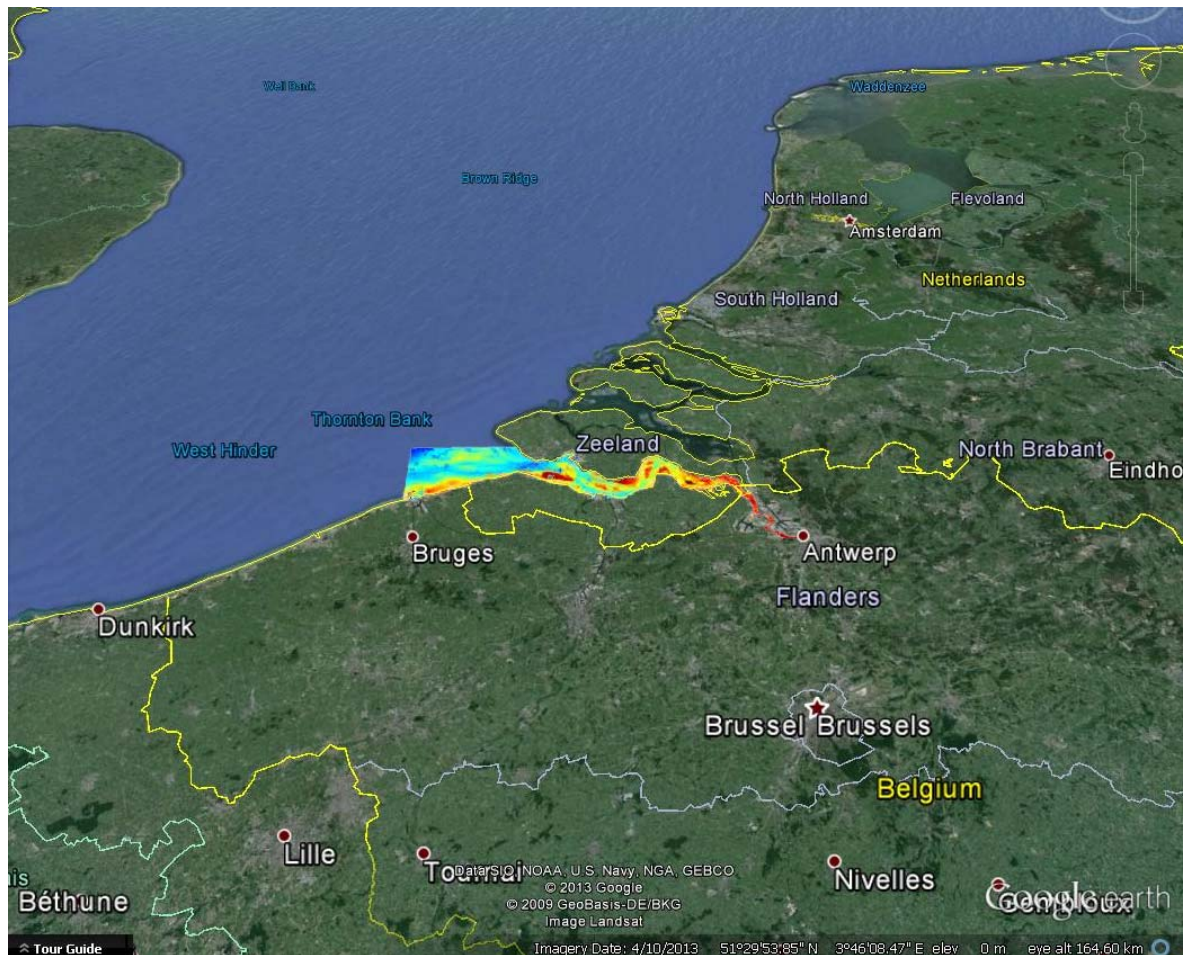 Well Bank
Waddenzee
Brown Ridge
North Holland
Flevoland
Amsterdam
Netherlands
South Holland
Thornton Bank
West Hinder
Zeeland
North Brabant
Eindho
Bruges
Antwerp
Flanders
Dunkirk
Brussel Brussels
Belgium
Lille
Tournai
Data SIO, NOAA, U.S. Navy, NGA, GEBCO
© 2013 Google
© 2009 GeoBasis-DE/BKG
Image Landsat
Nivelles
is
Béthune
Google earth
Gembloux
Tour Guide
Imagery Date: 4/10/2013 51°29'53.85" N 3°46'08.47" E elev 0 m eye alt 164.60 km